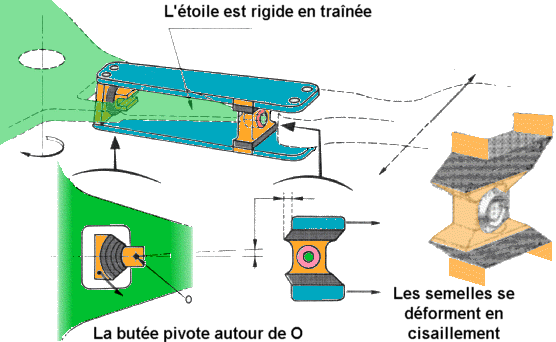 L'étoile est rigide en traînée
O
La butée pivote autour de O
Les semelles se
déforment en
cisaillement